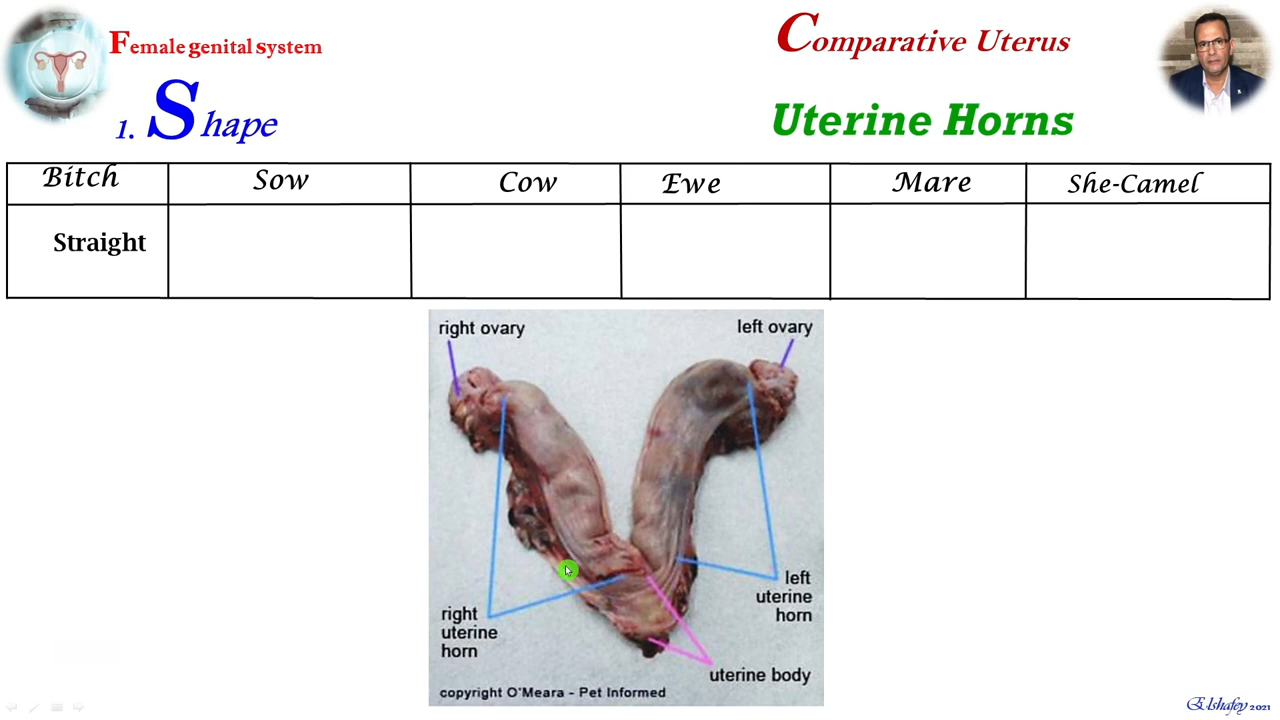 Female genital system
Comparative Uterus
1. Shape
Uterine Horns
Bitch Sow Cow Ewe Mare She-Camel
Straight
right ovary
left ovary
left
uterine
horn
right
uterine
horn
uterine body
copyright O'Meara - Pet Informed
Elshafey 2021